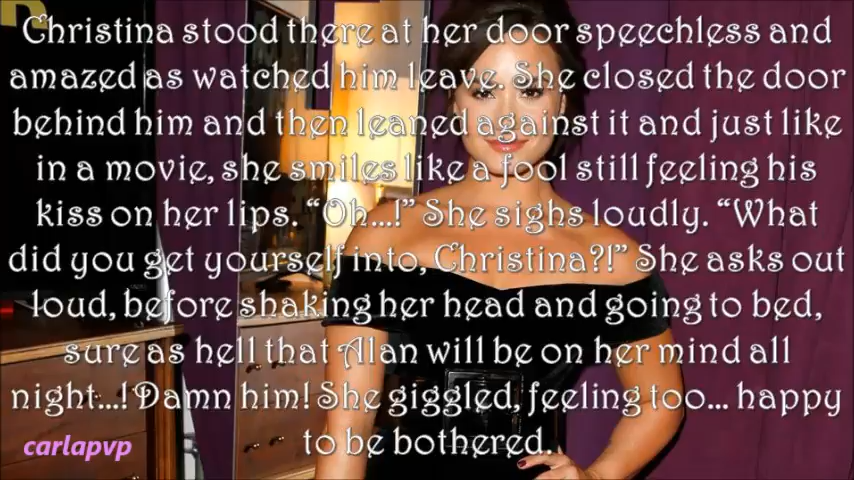 Christina stood there at her door speechless and
amazed as watched him leave. She closed the door
behind him and then leaned against it and just like
in a movie, she smiles like a fool still feeling his
kiss on her lips. “Oh...!” She sighs loudly. “What
did you get yourself into, Christina?!” She asks out
loud, before shaking her head and going to bed,
sure as hell that Alan will be on her mind all
night...! Damn him! She giggled, feeling too... happy
to be bothered.
carlapvp